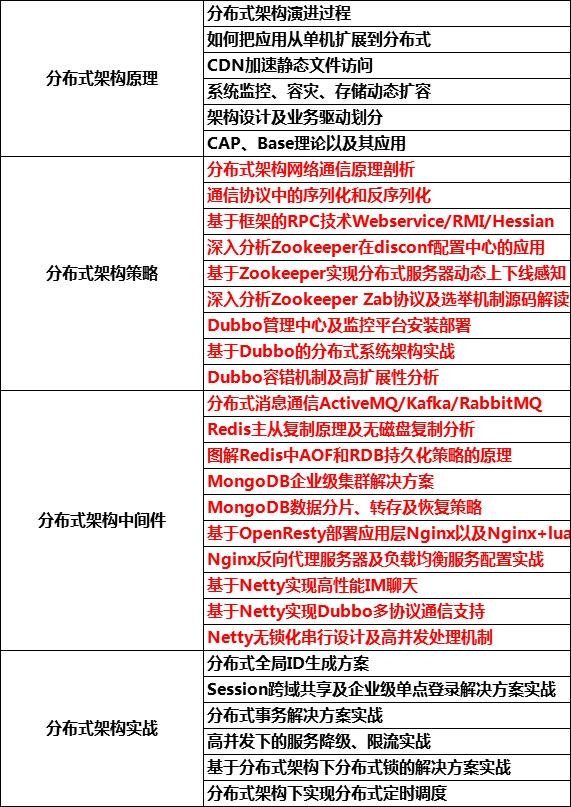 分布式架构原理
分布式架构演进过程
如何把应用从单机扩展到分布式
CDN加速静态文件访问
系统监控、容灾、存储动态扩容
架构设计及业务驱动划分
CAP、Base理论以及其应用
分布式架构策略
分布式架构网络通信原理剖析
通信协议中的序列化和反序列化
基于框架的RPC技术Webservice/RMI/Hessian
深入分析Zookeeper在disconf配置中心的应用
基于Zookeeper实现分布式服务器动态上下线感知
深入分析Zookeeper Zab协议及选举机制源码解读
Dubbo管理中心及监控平台安装部署
基于Dubbo的分布式系统架构实战
Dubbo容错机制及高扩展性分析
分布式架构中间件
分布式消息通信ActiveMQ/Kafka/RabbitMQ
Redis主从复制原理及无磁盘复制分析
图解Redis中AOF和RDB持久化策略的原理
MongoDB企业级集群解决方案
MongoDB数据分片、转存及恢复策略
基于OpenResty部署应用层Nginx以及Nginx+lua
Nginx反向代理服务器及负载均衡服务配置实战
基于Netty实现高性能IM聊天
基于Netty实现Dubbo多协议通信支持
Netty无锁化串行设计及高并发处理机制
分布式架构实战
分布式全局ID生成方案
Session跨域共享及企业级单点登录解决方案实战
分布式事务解决方案实战
高并发下的服务降级、限流实战
基于分布式架构下分布式锁的解决方案实战
分布式架构下实现分布式定时调度